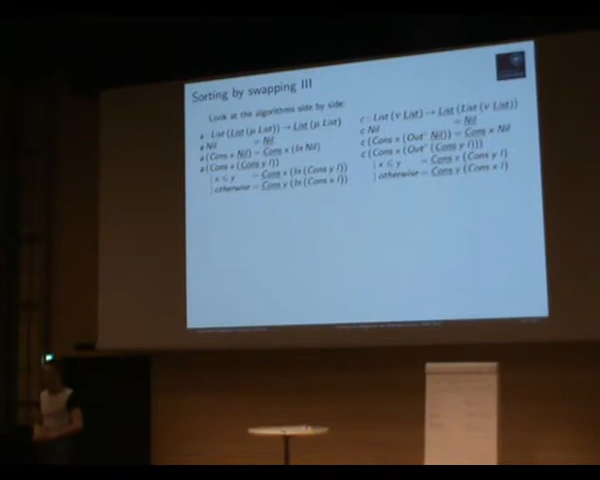 Sorting by swapping III
Look at the algorithms side by side:
a : List (List (μ List)) → List (μ List)
a Nil = Nil
a (Cons x Nil) = Cons x (In Nil)
a (Cons x (Cons y l))
| x ⩽ y = Cons x (In (Cons y l))
| otherwise = Cons y (In (Cons x l))
c : List (ν List) → List (List (ν List))
c Nil = Nil
c (Cons x (Out° Nil)) = Cons x Nil
c (Cons x (Out° (Cons y l)))
| x ⩽ y = Cons x (Cons y l)
| otherwise = Cons y (Cons x l)